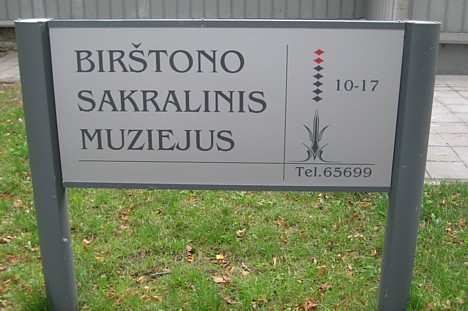 BIRŠTONO
SAKRALINIS
MUZIEJUS
10-17
Tel.65699